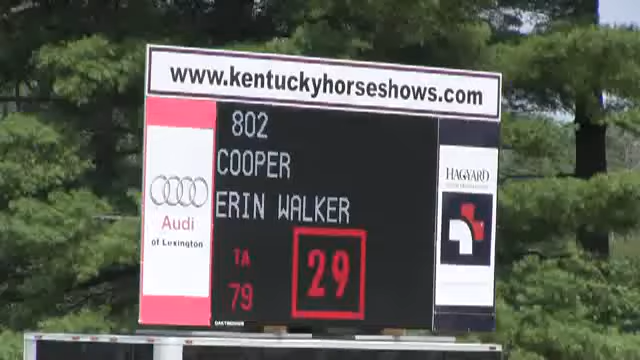 www.kentuckyhorseshows.com
802
COOPER
ERIN WALKER
TA
79
29
Audi
of Lexington
HAGYARD